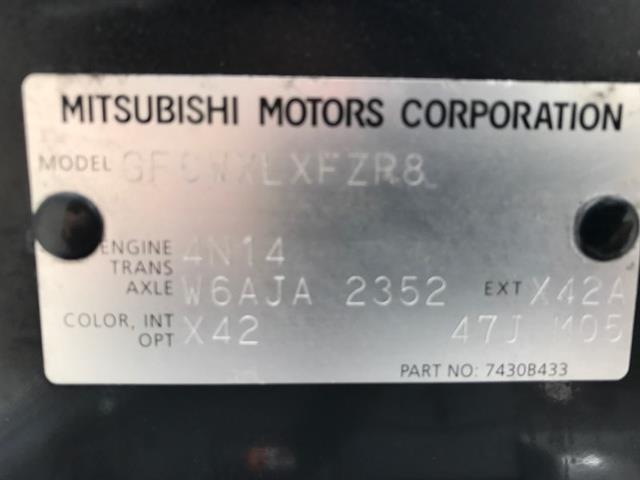 MITSUBISHI MOTORS CORPORATION
MODEL GF6WXLXFZR8
ENGINE 4N14
TRANS AXLE W6AJA 2352 EXT X42A
COLOR, INT OPT X42 47J M05
PART NO: 7430B433